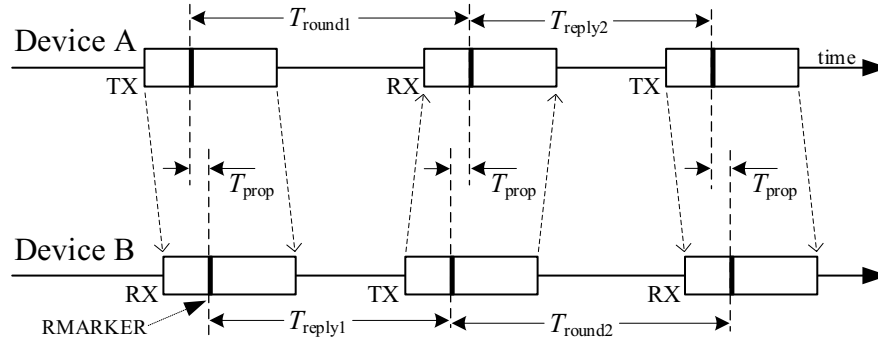 T_round1
T_reply2
Device A
time
TX
RX
TX
T_prop
T_prop
T_prop
Device B
RX
TX
RX
RMARKER
T_reply1
T_round2